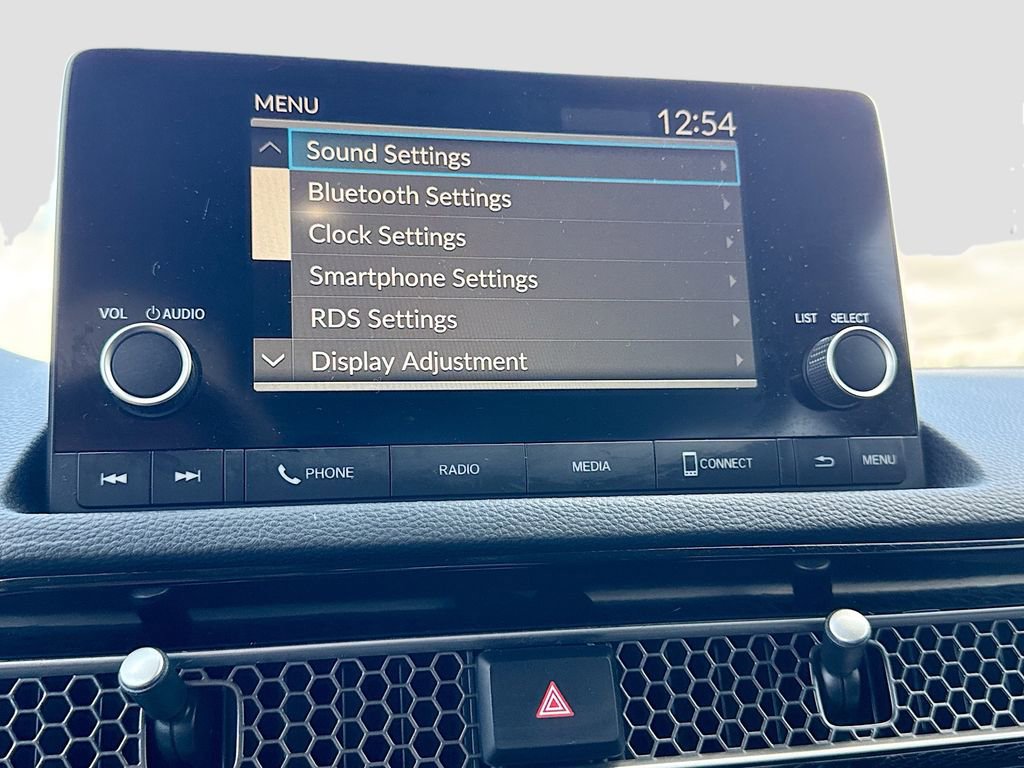 MENU
12:54
Sound Settings
Bluetooth Settings
Clock Settings
Smartphone Settings
RDS Settings
Display Adjustment
VOL AUDIO
LIST SELECT
PHONE
RADIO
MEDIA
CONNECT
MENU